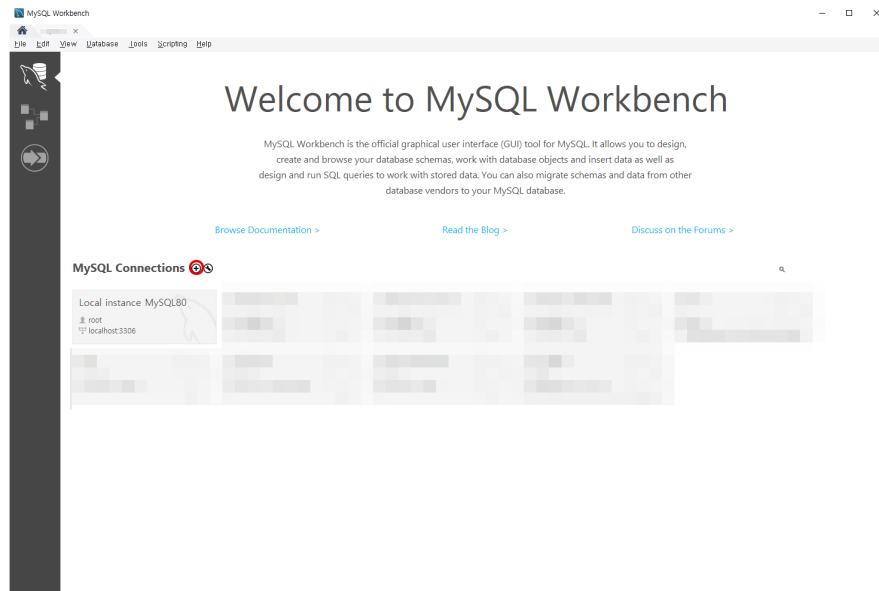 MySQL Workbench
File Edit View Database Tools Scripting Help
Welcome to MySQL Workbench
MySQL Workbench is the official graphical user interface (GUI) tool for MySQL. It allows you to design,
create and browse your database schemas, work with database objects and insert data as well as
design and run SQL queries to work with stored data. You can also migrate schemas and data from other
database vendors to your MySQL database.
Browse Documentation >
Read the Blog >
Discuss on the Forums >
MySQL Connections
Local instance MySQL80
root
localhost:3306